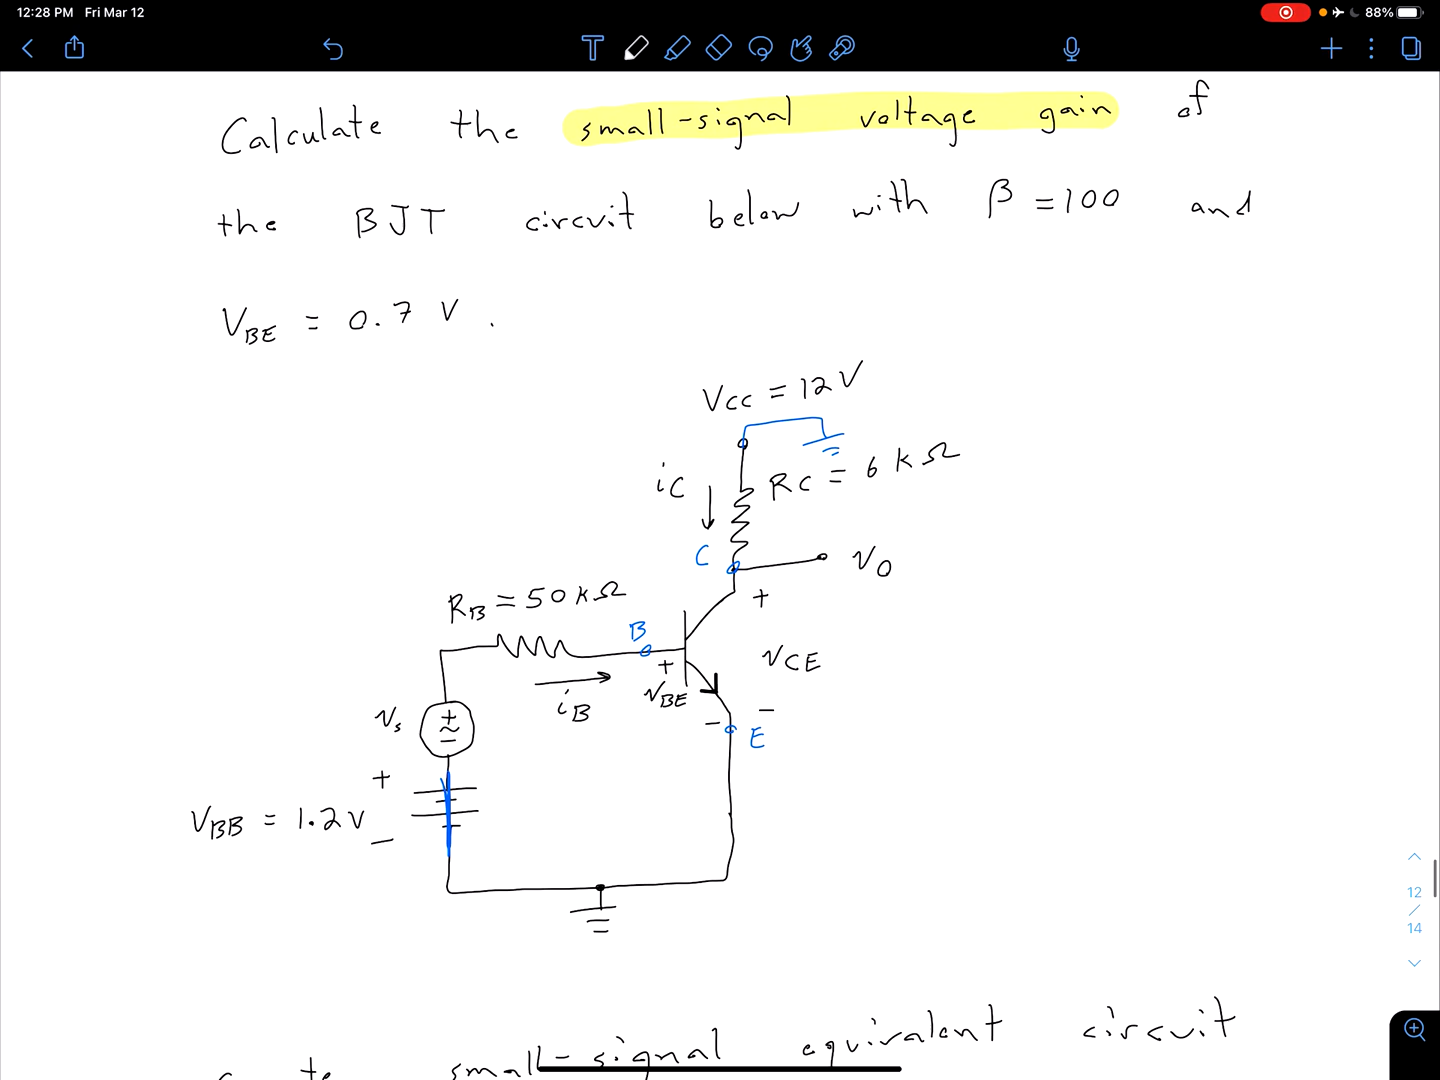 12:28 PM Fri Mar 12
88%
Calculate the small-signal voltage gain of
the BJT circuit below with β = 100 and
VBE = 0.7 V.
VCC = 12V
iC
RC = 6 kΩ
C
vO
RB = 50 kΩ
+
B
+
vCE
vBE
iB
vs
+
−
−
−
E
+
VBB = 1.2V
−
12
/
14
small-signal equivalent circuit